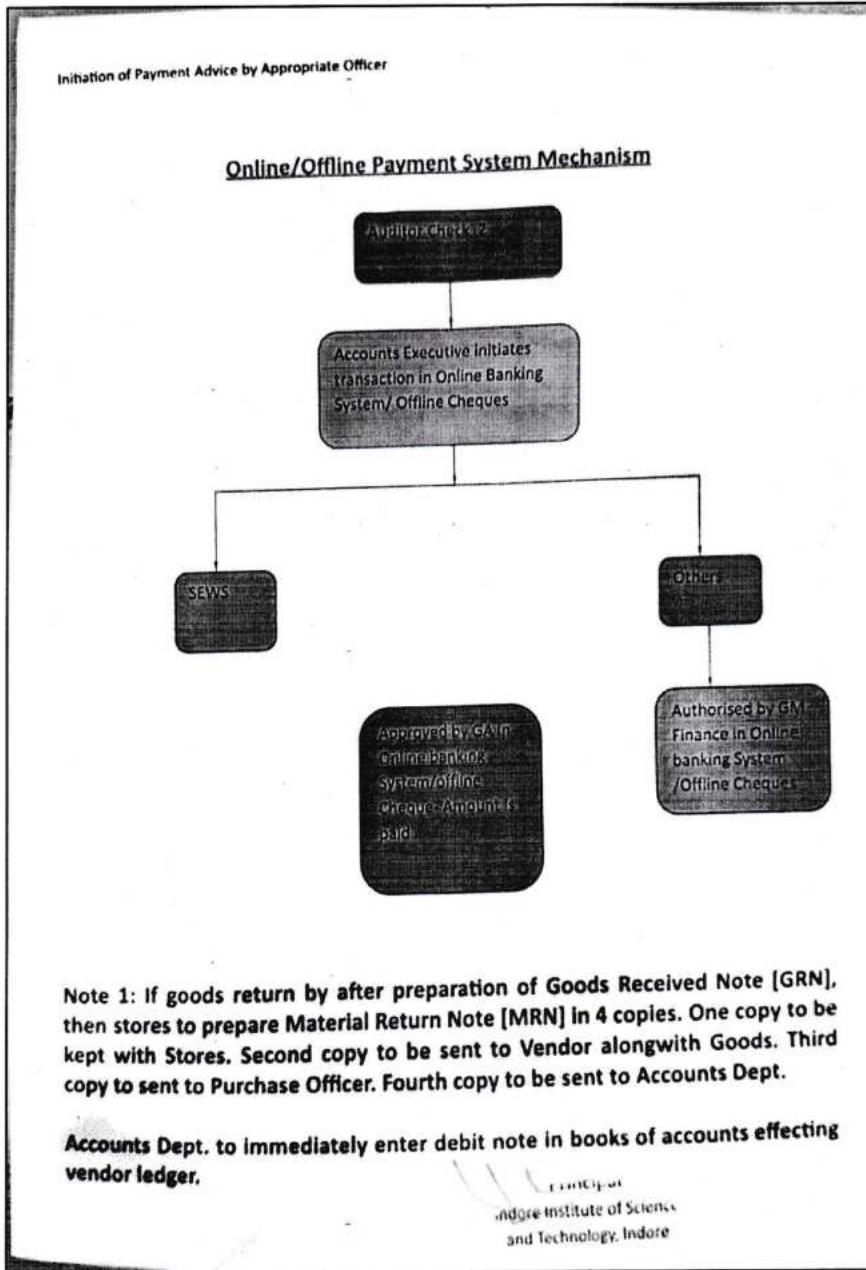 Initiation of Payment Advice by Appropriate Officer
Online/Offline Payment System Mechanism
Auditor Check
Accounts Executive initiates
transaction in Online Banking
System/ Offline Cheques
SEWS
Others
Approved by GA in
Online banking
System/offline
Cheque-Amount is
paid
Authorised by GM
Finance in Online
banking System
/Offline Cheques
Note 1: If goods return by after preparation of Goods Received Note [GRN],
then stores to prepare Material Return Note [MRN] in 4 copies. One copy to be
kept with Stores. Second copy to be sent to Vendor alongwith Goods. Third
copy to sent to Purchase Officer. Fourth copy to be sent to Accounts Dept.
Accounts Dept. to immediately enter debit note in books of accounts effecting
vendor ledger.
Principal
Indore Institute of Science
and Technology, Indore